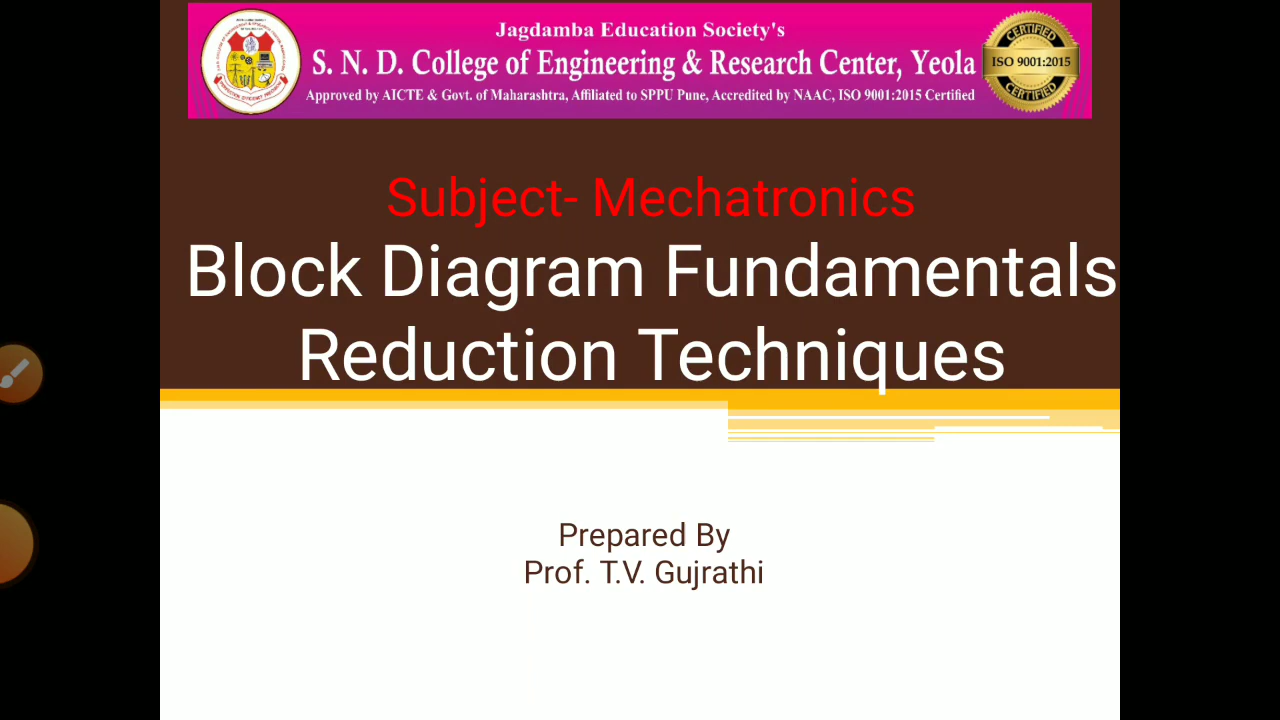 Jagdamba Education Society's
S. N. D. College of Engineering & Research Center, Yeola
Approved by AICTE & Govt. of Maharashtra, Affiliated to SPPU Pune, Accredited by NAAC, ISO 9001:2015 Certified
CERTIFIED
ISO 9001:2015
CERTIFIED
Subject- Mechatronics
Block Diagram Fundamentals
Reduction Techniques
Prepared By
Prof. T.V. Gujrathi